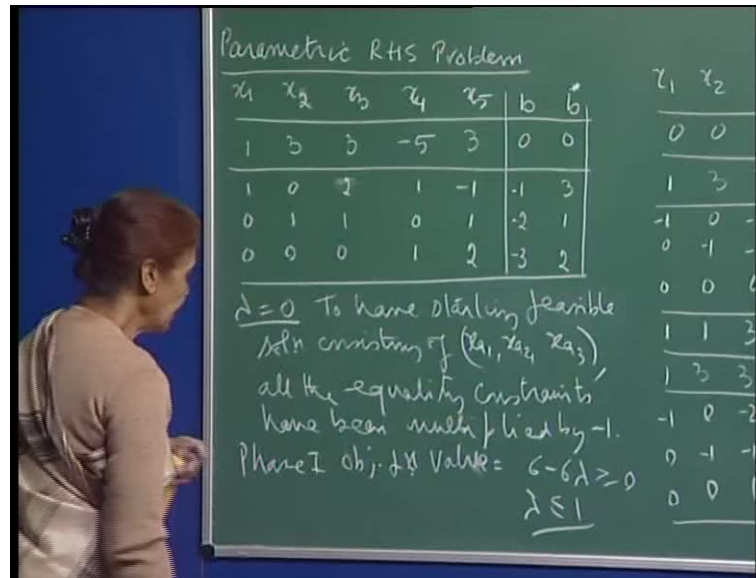 Parametric RHS Problem
x1 x2 x3 x4 x5 b b*
1 3 3 -5 3 0 0
1 0 2 1 -1 -1 3
0 1 1 0 1 -2 1
0 0 0 1 2 -3 2
λ=0 To have starting feasible
soln consisting of (xa1, xa2, xa3),
all the equality constraints
have been multiplied by -1.
Phase I Obj. fn Value = 6-6λ ≥ 0
λ ≤ 1
x1 x2
0 0
1 3
-1 0 -
0 -1 -
0 0 0
1 1 3
1 3 3
-1 0
0 -1 -1
0 0